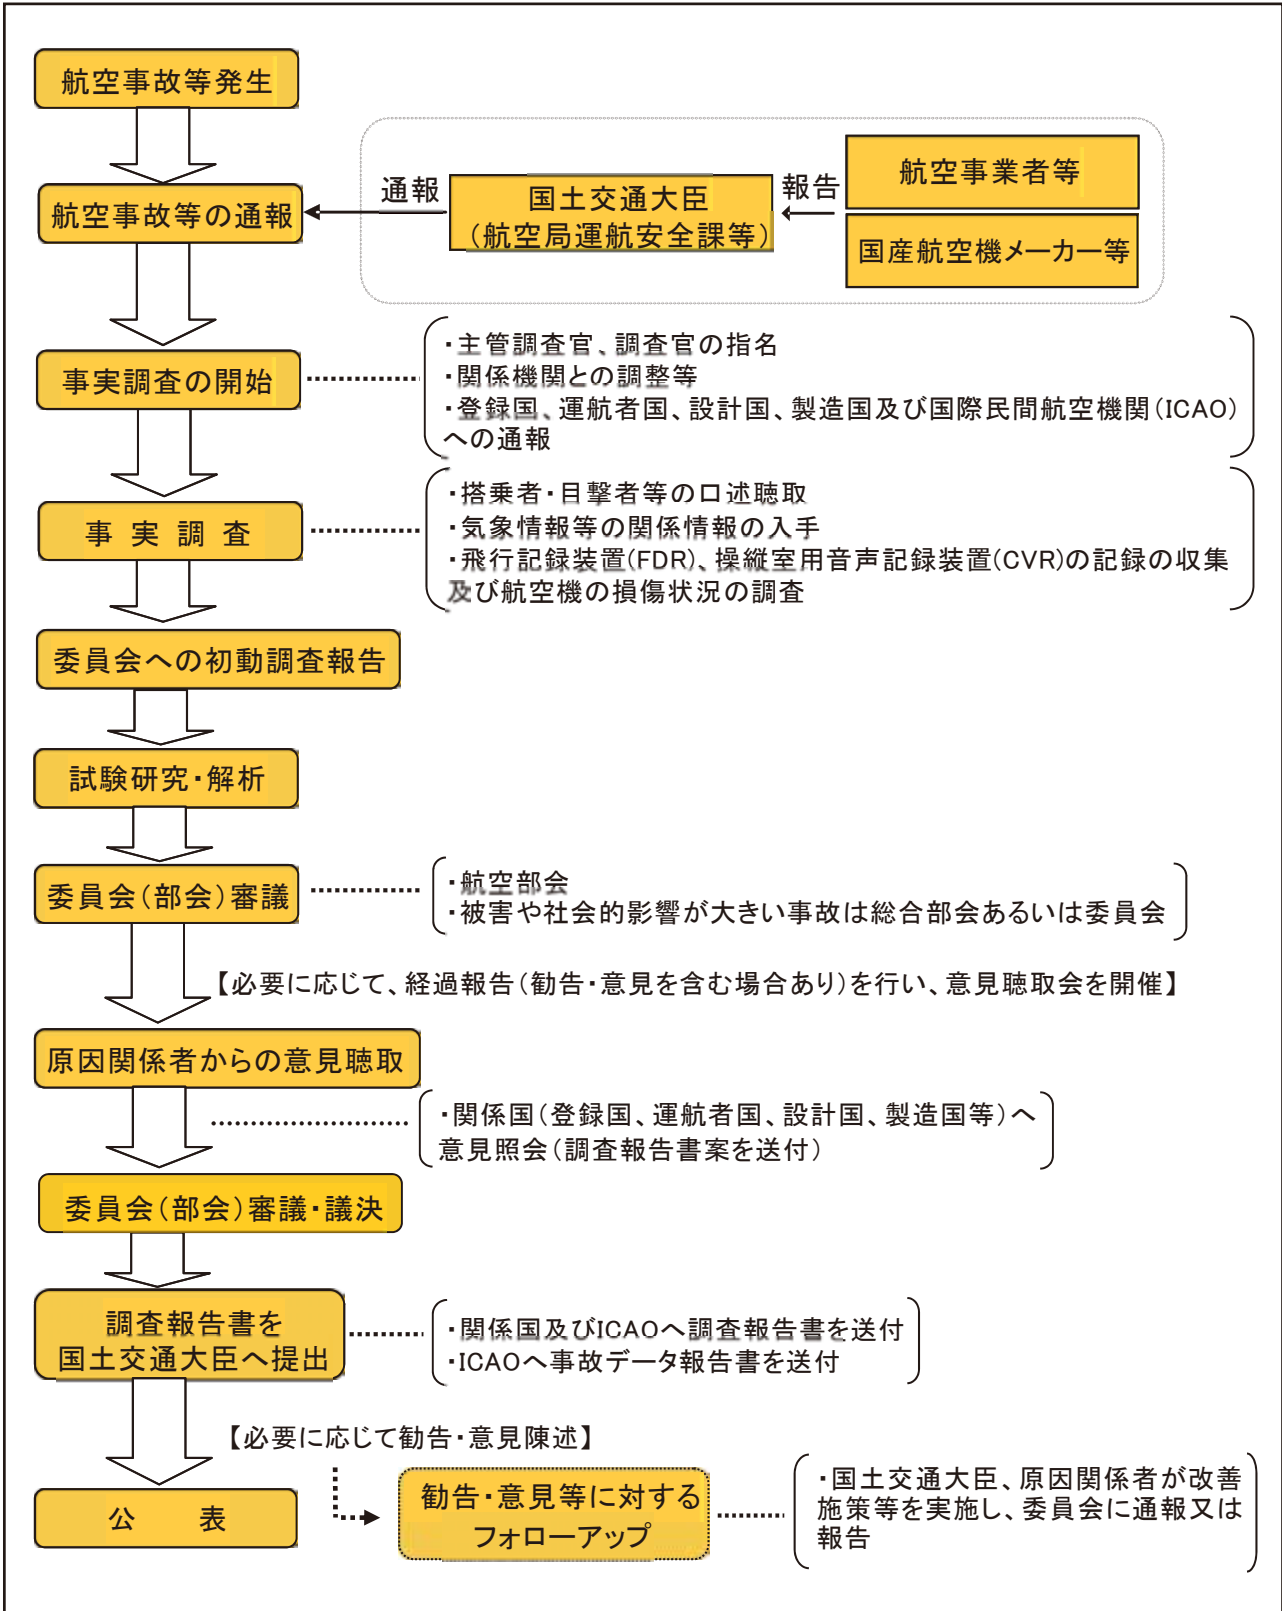 航空事故等発生
航空事故等の通報
通報
国土交通大臣
(航空局運航安全課等)
報告
航空事業者等
国産航空機メーカー等
事実調査の開始
・主管調査官、調査官の指名
・関係機関との調整等
・登録国、運航者国、設計国、製造国及び国際民間航空機関(ICAO)
への通報
事 実 調 査
・搭乗者・目撃者等の口述聴取
・気象情報等の関係情報の入手
・飛行記録装置(FDR)、操縦室用音声記録装置(CVR)の記録の収集
及び航空機の損傷状況の調査
委員会への初動調査報告
試験研究・解析
委員会(部会)審議
・航空部会
・被害や社会的影響が大きい事故は総合部会あるいは委員会
【必要に応じて、経過報告(勧告・意見を含む場合あり)を行い、意見聴取会を開催】
原因関係者からの意見聴取
・関係国(登録国、運航者国、設計国、製造国等)へ
意見照会(調査報告書案を送付)
委員会(部会)審議・議決
調査報告書を
国土交通大臣へ提出
・関係国及びICAOへ調査報告書を送付
・ICAOへ事故データ報告書を送付
【必要に応じて勧告・意見陳述】
公 表
勧告・意見等に対する
フォローアップ
・国土交通大臣、原因関係者が改善
施策等を実施し、委員会に通報又は
報告